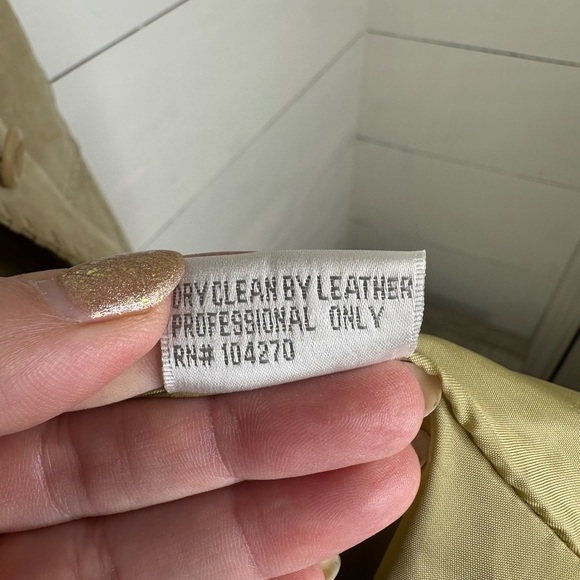 DRY CLEAN BY LEATHER
PROFESSIONAL ONLY
RN# 104270